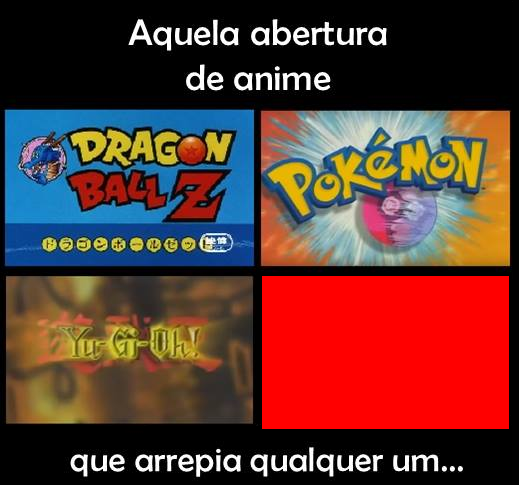 Aquela abertura
de anime
DRAGON
BALL Z
ドラゴンボールゼット
POKéMON
Yu-Gi-Oh!
que arrepia qualquer um...